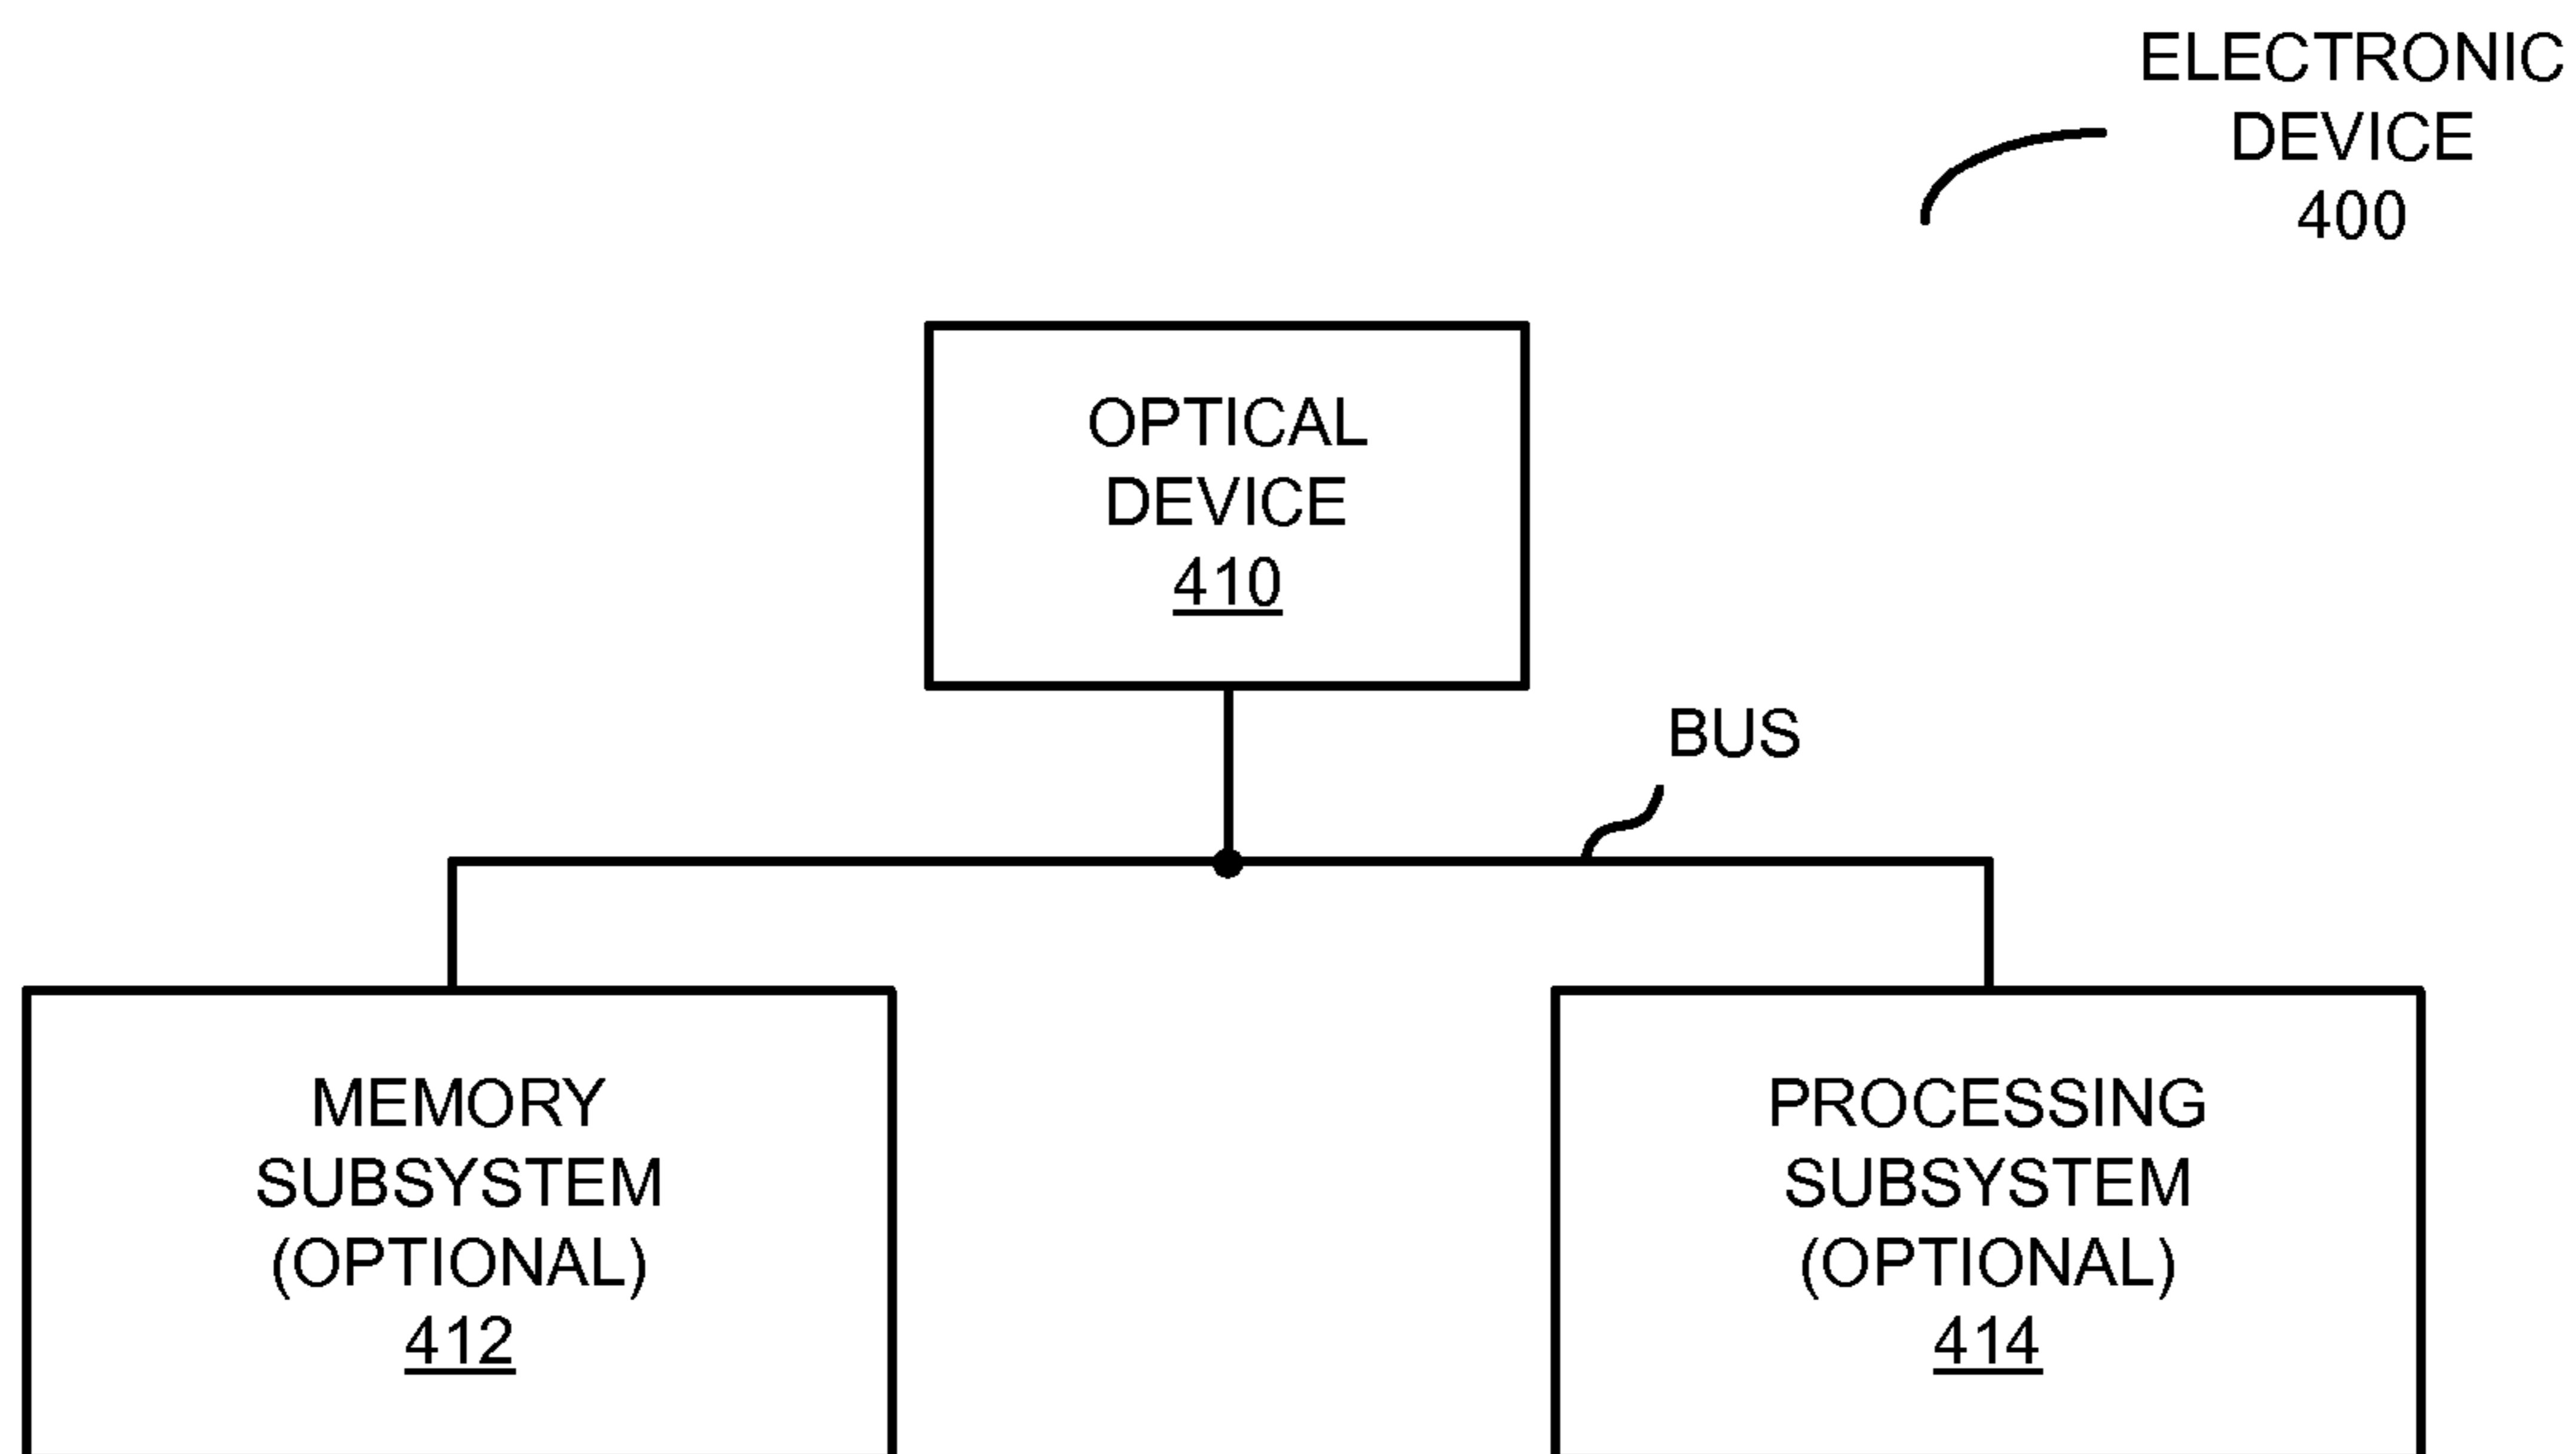 ELECTRONIC
DEVICE
400
OPTICAL
DEVICE
410
BUS
MEMORY
SUBSYSTEM
(OPTIONAL)
412
PROCESSING
SUBSYSTEM
(OPTIONAL)
414